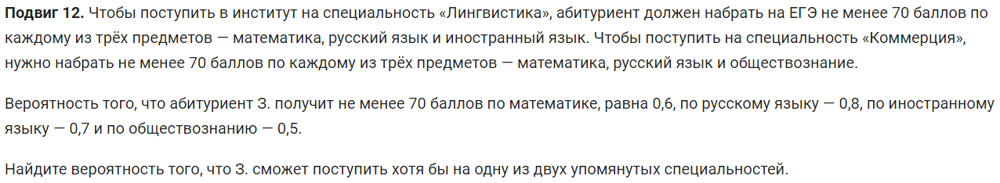 Подвиг 12. Чтобы поступить в институт на специальность «Лингвистика», абитуриент должен набрать на ЕГЭ не менее 70 баллов по
каждому из трёх предметов — математика, русский язык и иностранный язык. Чтобы поступить на специальность «Коммерция»,
нужно набрать не менее 70 баллов по каждому из трёх предметов — математика, русский язык и обществознание.
Вероятность того, что абитуриент З. получит не менее 70 баллов по математике, равна 0,6, по русскому языку — 0,8, по иностранному
языку — 0,7 и по обществознанию — 0,5.
Найдите вероятность того, что З. сможет поступить хотя бы на одну из двух упомянутых специальностей.